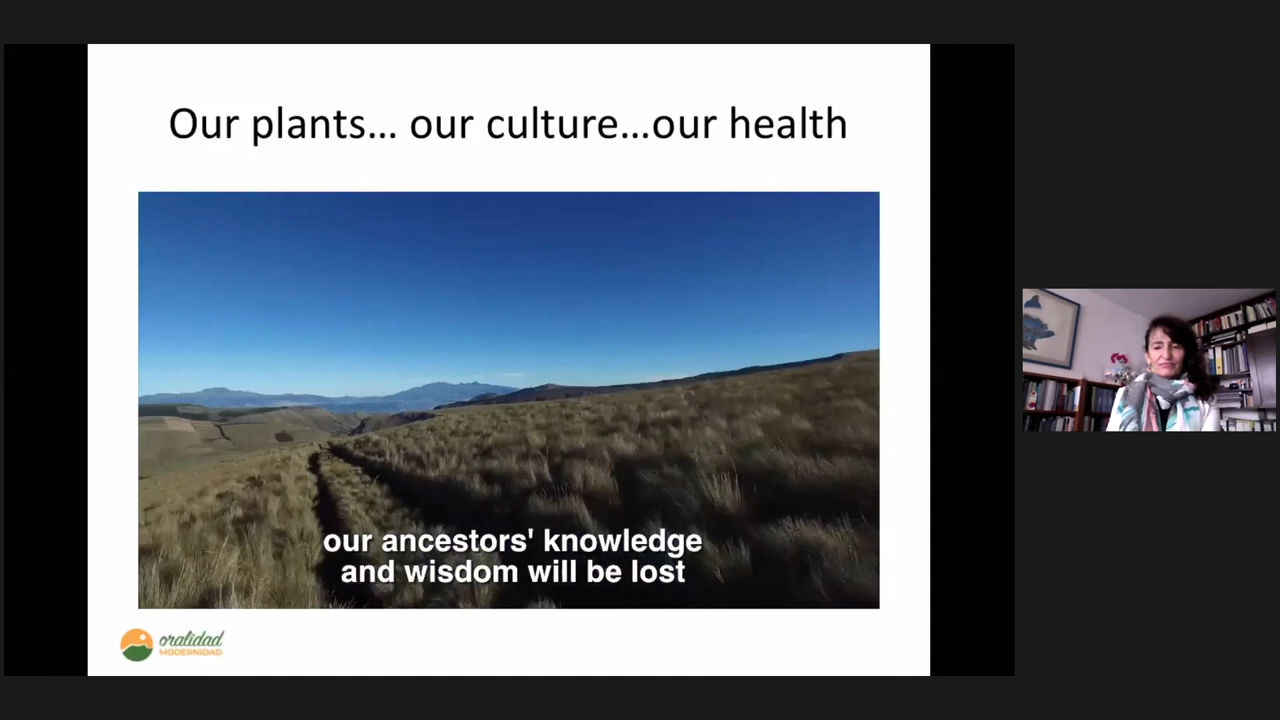 Our plants... our culture...our health
our ancestors' knowledge
and wisdom will be lost
oralidad
MODERNIDAD